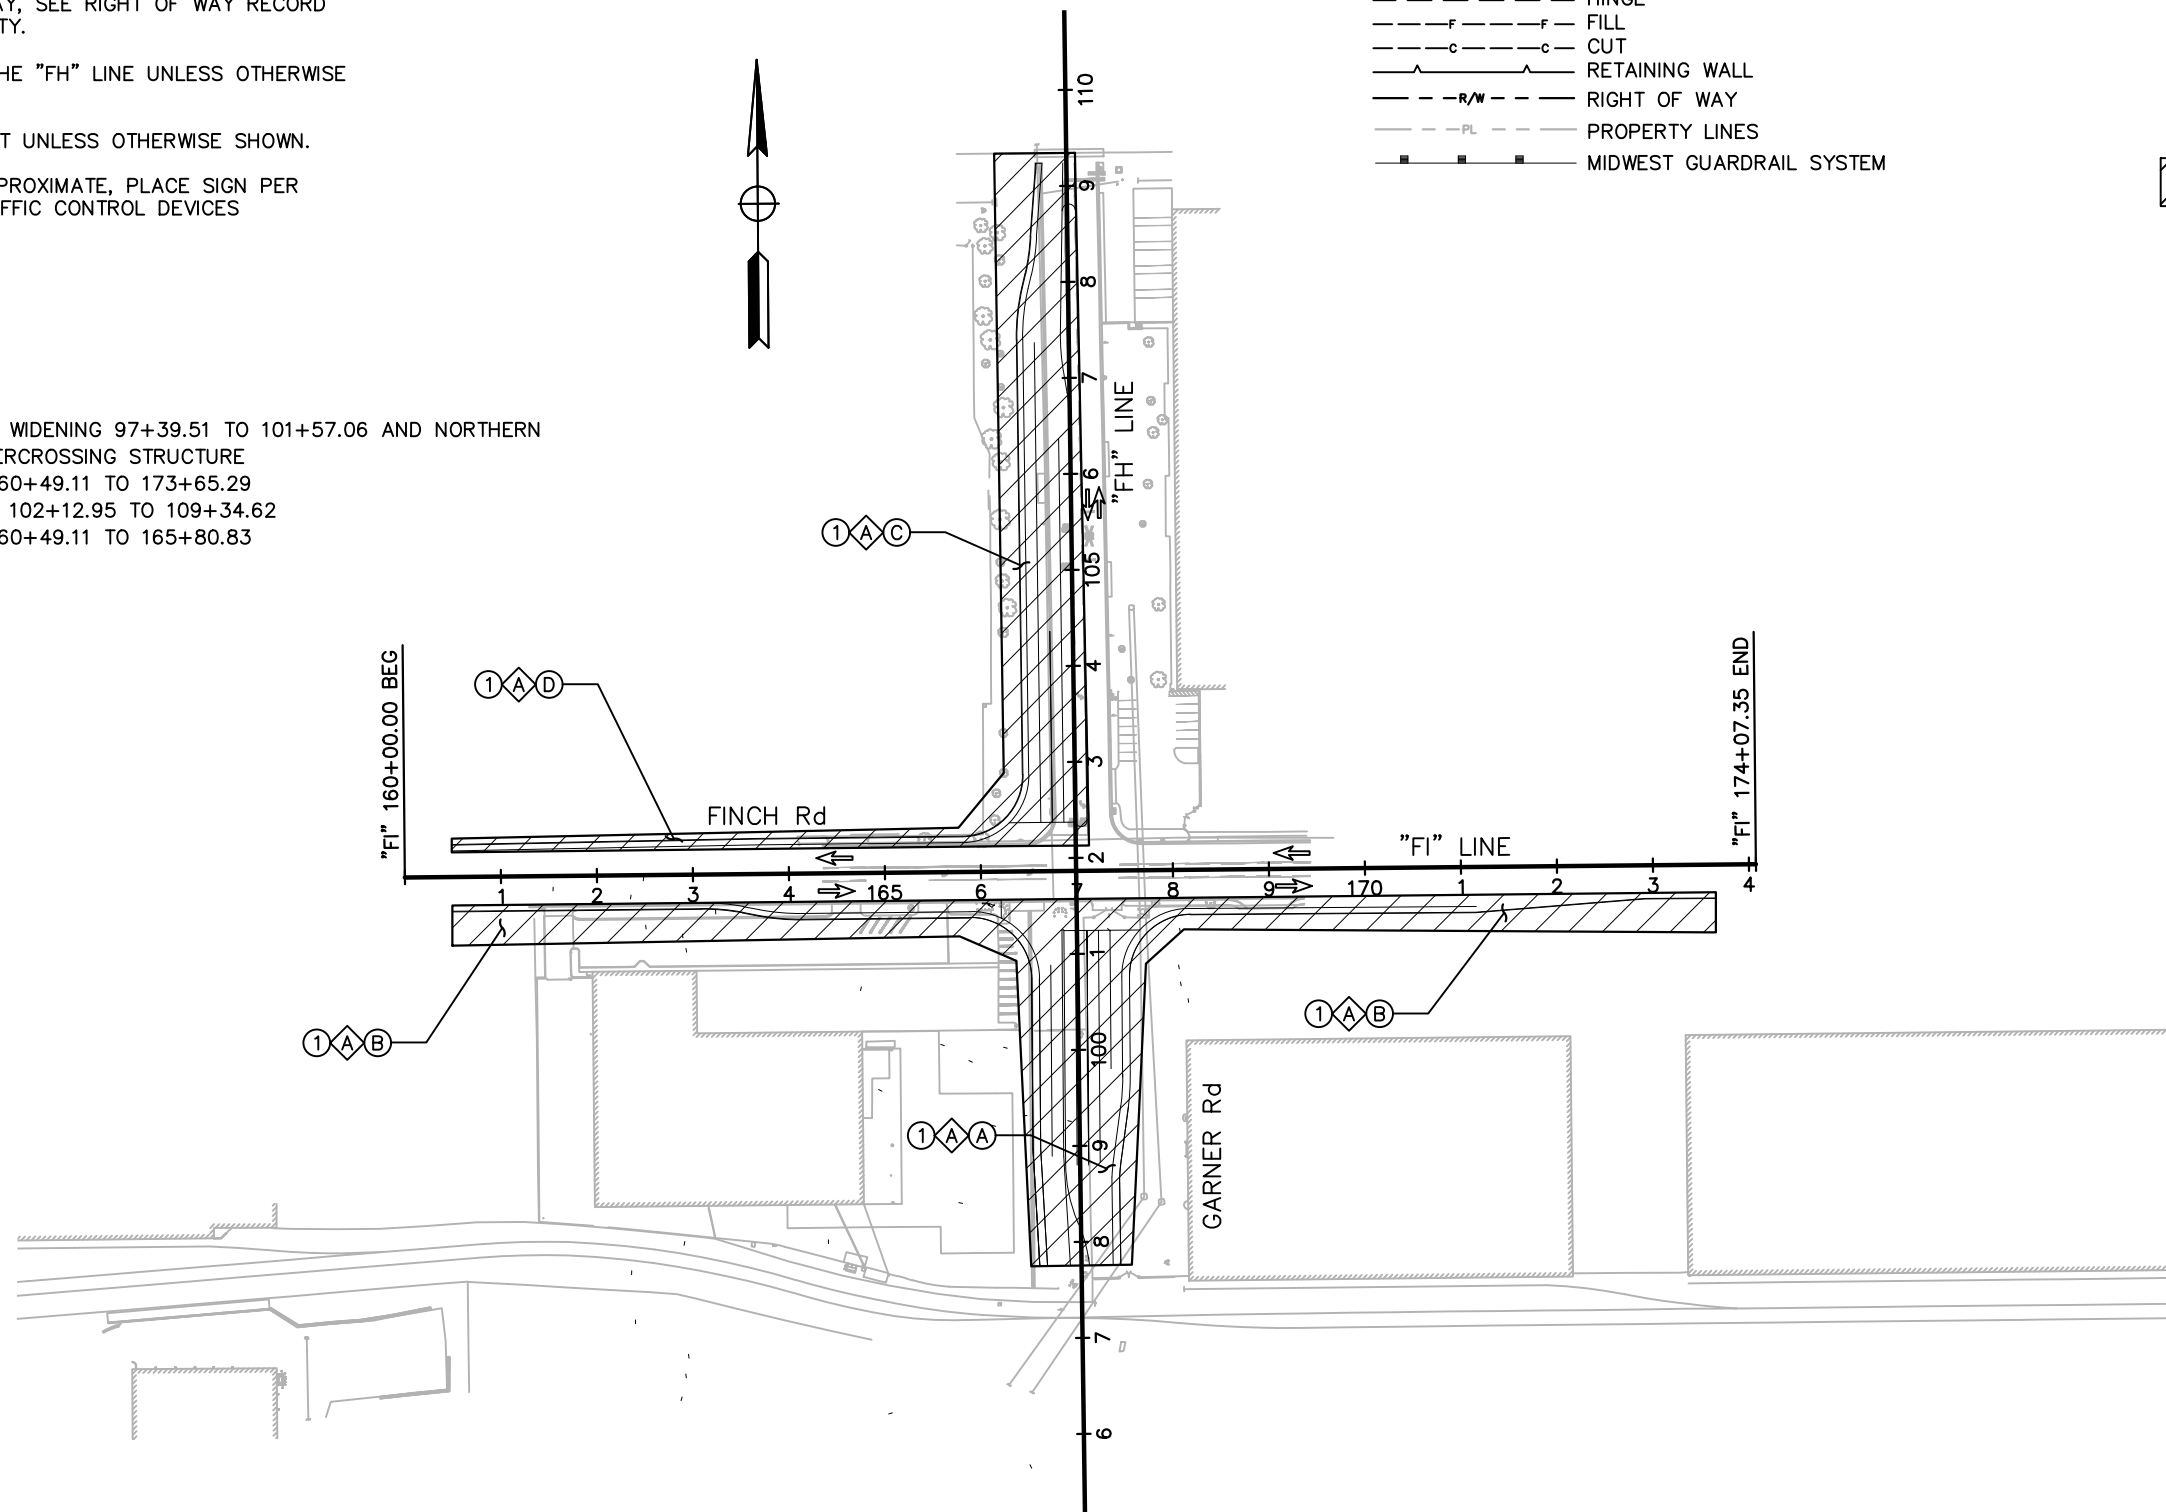 AY, SEE RIGHT OF WAY RECORD
TY.
HE "FH" LINE UNLESS OTHERWISE
T UNLESS OTHERWISE SHOWN.
PROXIMATE, PLACE SIGN PER
FFIC CONTROL DEVICES
WIDENING 97+39.51 TO 101+57.06 AND NORTHERN
ERCROSSING STRUCTURE
60+49.11 TO 173+65.29
102+12.95 TO 109+34.62
60+49.11 TO 165+80.83
HINGE
F F FILL
C C CUT
RETAINING WALL
R/W RIGHT OF WAY
PL PROPERTY LINES
MIDWEST GUARDRAIL SYSTEM
110
9
8
7
"FH" LINE
6
105
4
3
2
1
100
9
8
7
6
1 A C
1 A D
"FI" 160+00.00 BEG
FINCH Rd
"FI" LINE
"FI" 174+07.35 END
1 2 3 4 165 6 7 8 9 170 1 2 3 4
1 A B
1 A B
1 A A
GARNER Rd